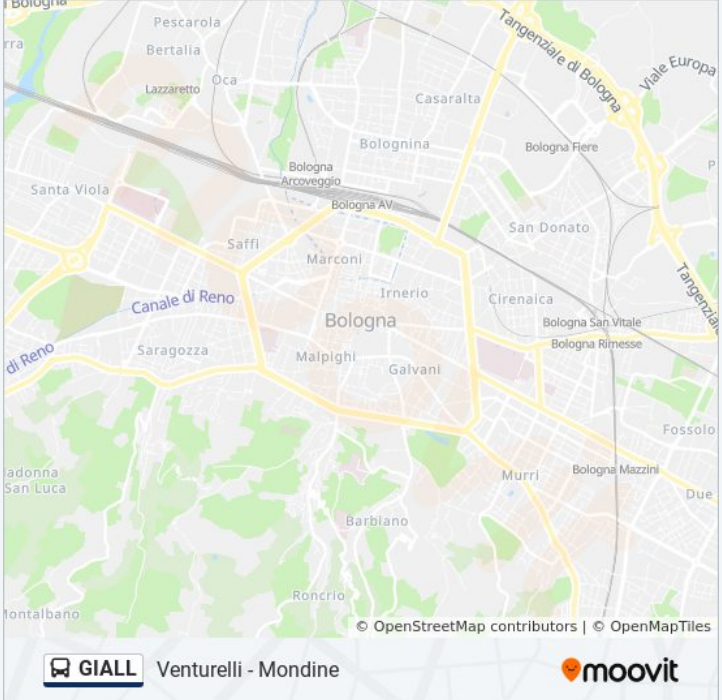 i Bologna
Pescarola
Tangenziale di Bologna
rra
Bertalia
Viale Europa
Oca
Lazzaretto
Casaralta
Bolognina
Bologna Fiere
P
Bologna
Arcoveggio
Santa Viola
Bologna AV
San Donato
Saffi
Marconi
Tangenzia
Irnerio
Canale di Reno
Cirenaica
Bologna
Bologna San Vitale
Bologna Rimesse
di Reno
Saragozza
Malpighi
Galvani
Fossolo
adonna
San Luca
Murri
Bologna Mazzini
Due
Barbiano
Roncrio
Montalbano
© OpenStreetMap contributors | © OpenMapTiles
GIALL Venturelli - Mondine
moovit